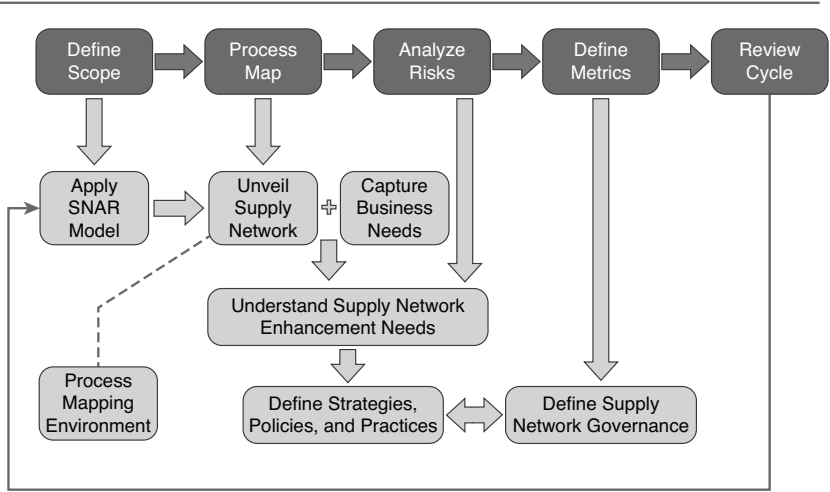 Define
Scope
Process
Map
Analyze
Risks
Define
Metrics
Review
Cycle
Apply
SNAR
Model
Unveil
Supply
Network
Capture
Business
Needs
Understand Supply Network
Enhancement Needs
Process
Mapping
Environment
Define Strategies,
Policies, and Practices
Define Supply
Network Governance